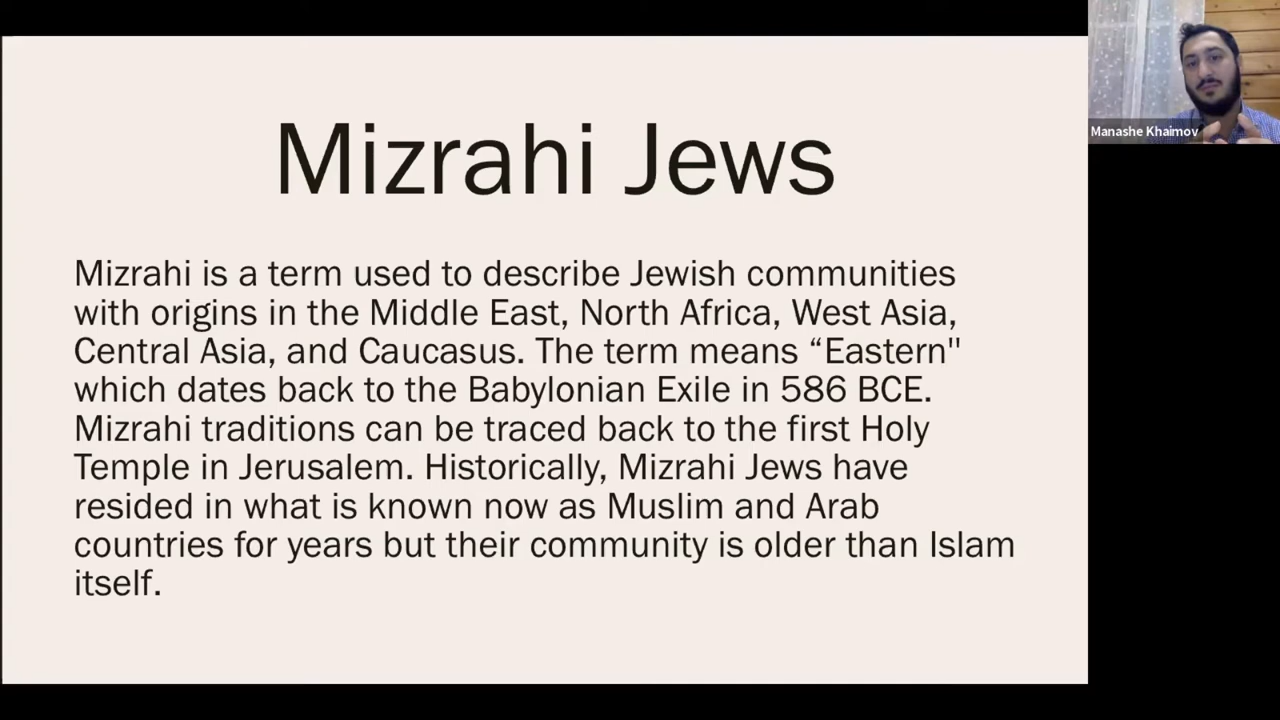 Mizrahi Jews
Mizrahi is a term used to describe Jewish communities
with origins in the Middle East, North Africa, West Asia,
Central Asia, and Caucasus. The term means “Eastern"
which dates back to the Babylonian Exile in 586 BCE.
Mizrahi traditions can be traced back to the first Holy
Temple in Jerusalem. Historically, Mizrahi Jews have
resided in what is known now as Muslim and Arab
countries for years but their community is older than Islam
itself.
Manashe Khaimov